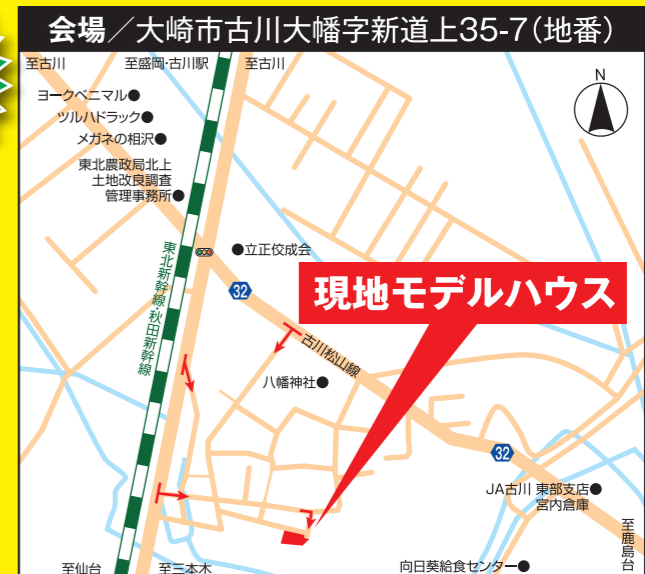 会場／大崎市古川大幡字新道上35-7(地番)
至古川
至盛岡・古川駅
至古川
N
ヨークベニマル●
ツルハドラック●
メガネの相沢●
東北農政局北上
土地改良調査
管理事務所●
●立正佼成会
東北新幹線・秋田新幹線
32
現地モデルハウス
古川松山線
八幡神社●
32
JA古川 東部支店●
宮内倉庫
至鹿島台
至仙台
至三本木
向日葵給食センター●